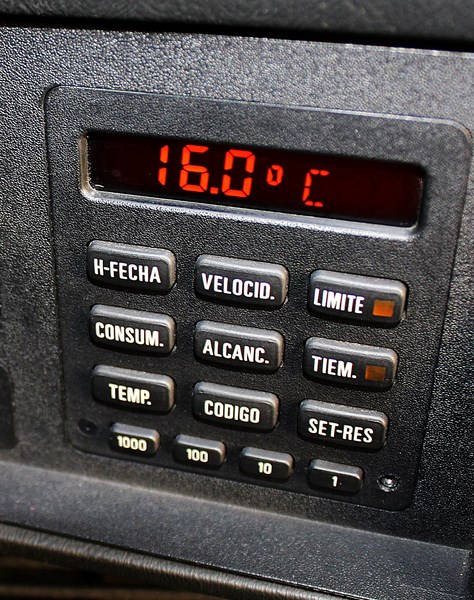 16.0° C
H-FECHA VELOCID. LIMITE
CONSUM. ALCANC. TIEM.
TEMP. CODIGO SET-RES
1000 100 10 1